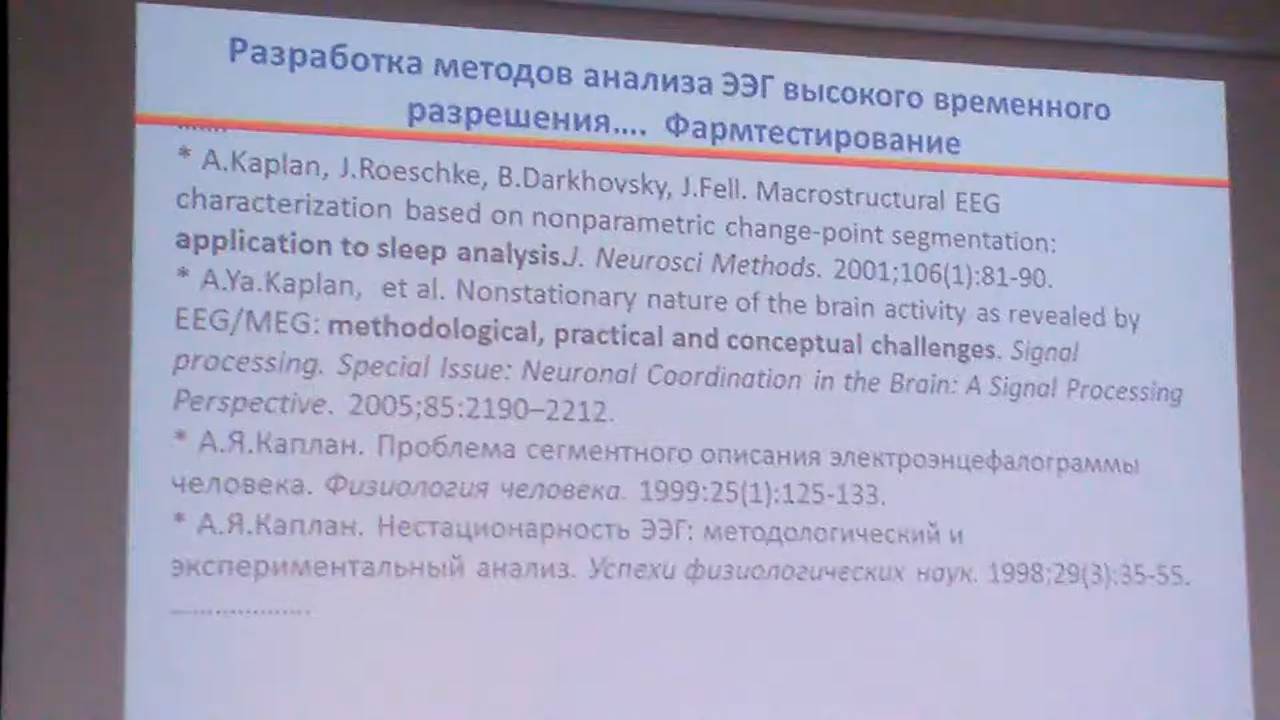 Разработка методов анализа ЭЭГ высокого временного
разрешения.... Фармтестирование
.......
* A.Kaplan, J.Roeschke, B.Darkhovsky, J.Fell. Macrostructural EEG
characterization based on nonparametric change-point segmentation:
application to sleep analysis.J. Neurosci Methods. 2001;106(1):81-90.
* A.Ya.Kaplan, et al. Nonstationary nature of the brain activity as revealed by
EEG/MEG: methodological, practical and conceptual challenges. Signal
processing. Special Issue: Neuronal Coordination in the Brain: A Signal Processing
Perspective. 2005;85:2190–2212.
* А.Я.Каплан. Проблема сегментного описания электроэнцефалограммы
человека. Физиология человека. 1999:25(1):125-133.
* А.Я.Каплан. Нестационарность ЭЭГ: методологический и
экспериментальный анализ. Успехи физиологических наук. 1998;29(3):35-55.
..................